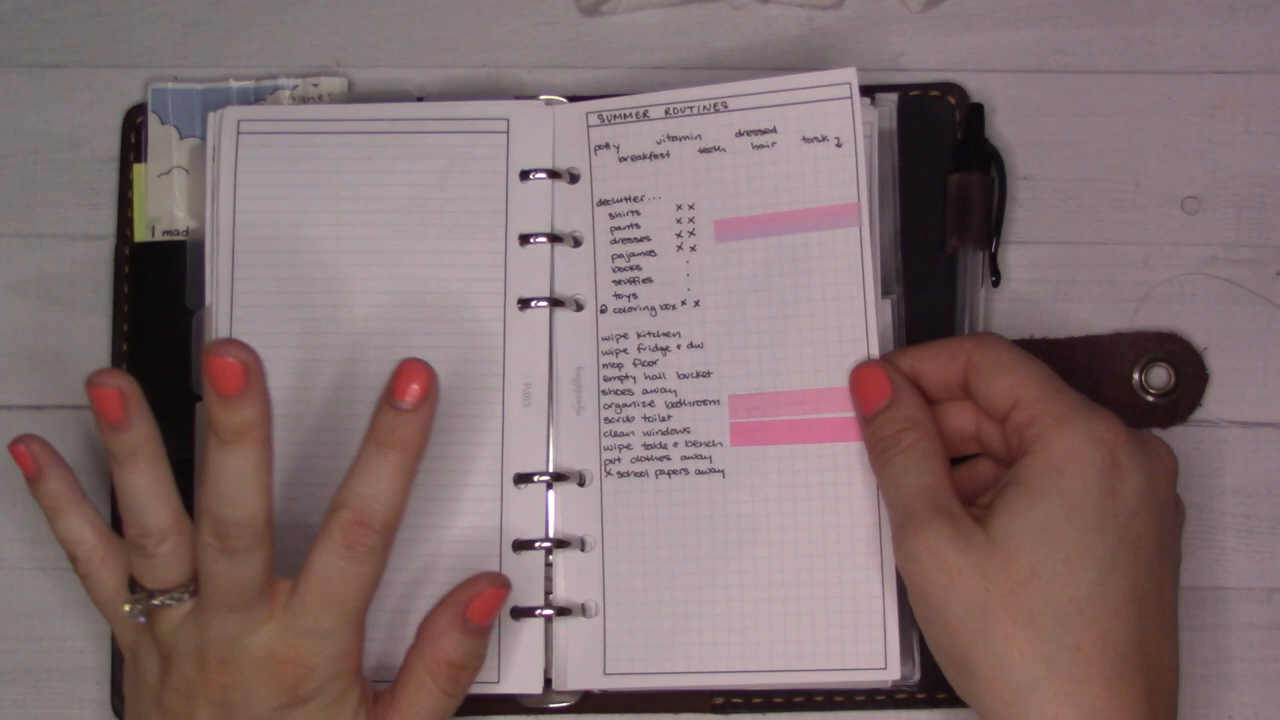 Agnes
I mad
SUMMER ROUTINES
potty vitamin dressed
breakfast teeth hair task ↴
declutter...
shirts x x
pants x x
dresses x x
pajamas x x
books .
stuffies .
toys .
coloring box x x
wipe kitchen
wipe fridge & dw
mop floor
empty hall bucket
shoes away
organize bathroom
scrub toilet
clean windows
wipe table & bench
put clothes away
x school papers away